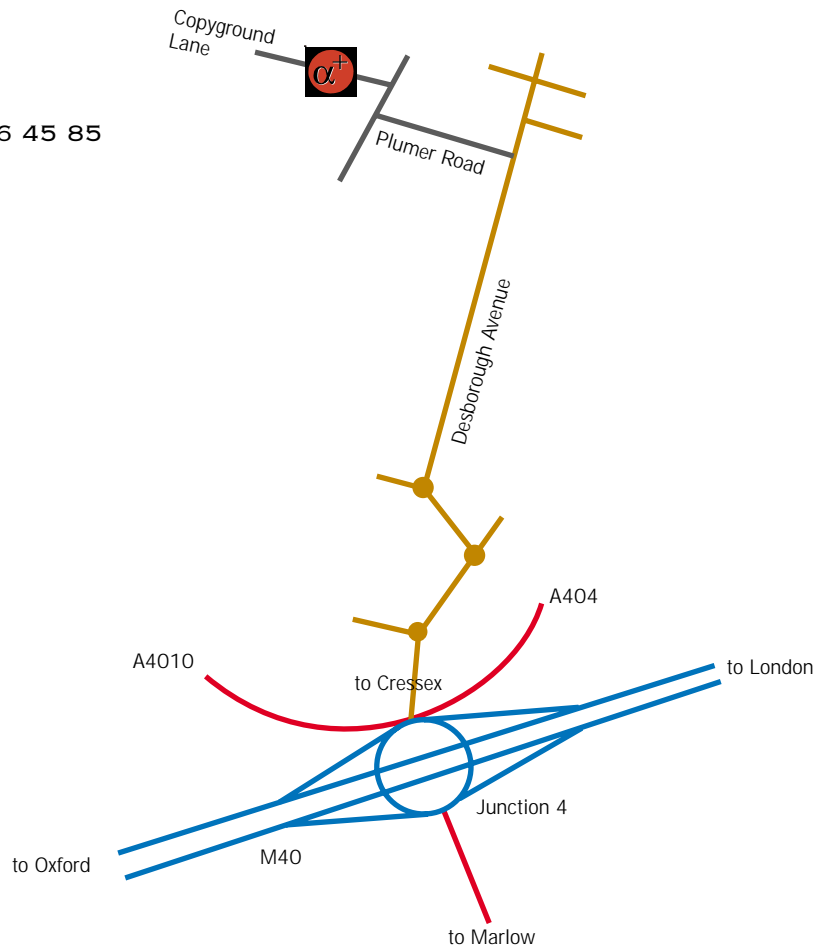 Copyground
Lane
α+
6 45 85
Plumer Road
Desborough Avenue
A404
A4010
to London
to Cressex
Junction 4
M40
to Oxford
to Marlow